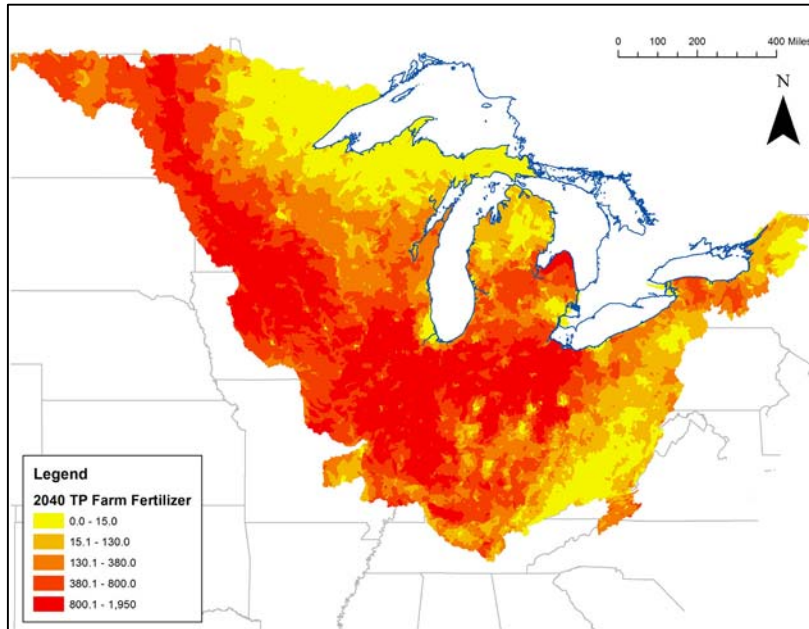 0 100 200 400 Miles
N
Legend
2040 TP Farm Fertilizer
0.0 - 15.0
15.1 - 130.0
130.1 - 380.0
380.1 - 800.0
800.1 - 1,950